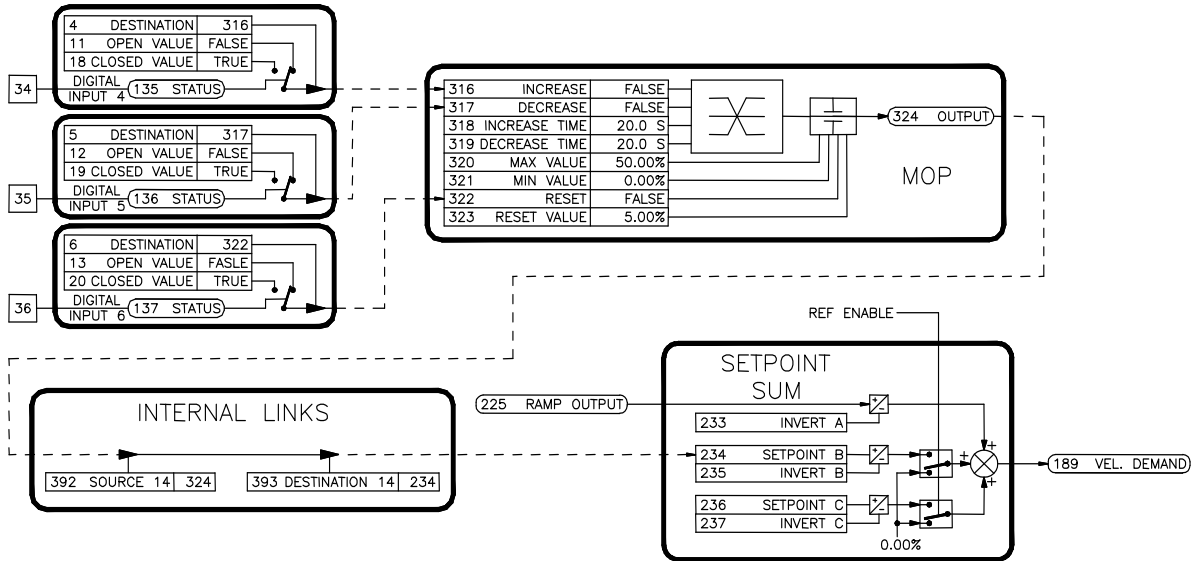 4 DESTINATION 316
11 OPEN VALUE FALSE
18 CLOSED VALUE TRUE
34 DIGITAL INPUT 4 135 STATUS
5 DESTINATION 317
12 OPEN VALUE FALSE
19 CLOSED VALUE TRUE
35 DIGITAL INPUT 5 136 STATUS
6 DESTINATION 322
13 OPEN VALUE FASLE
20 CLOSED VALUE TRUE
36 DIGITAL INPUT 6 137 STATUS
316 INCREASE FALSE
317 DECREASE FALSE
318 INCREASE TIME 20.0 S
319 DECREASE TIME 20.0 S
320 MAX VALUE 50.00%
321 MIN VALUE 0.00%
322 RESET FALSE
323 RESET VALUE 5.00%
324 OUTPUT
MOP
INTERNAL LINKS
392 SOURCE 14 324
393 DESTINATION 14 234
REF ENABLE
SETPOINT
SUM
225 RAMP OUTPUT
233 INVERT A
234 SETPOINT B
235 INVERT B
236 SETPOINT C
237 INVERT C
0.00%
+
-
+
-
+
-
+
+
+
189 VEL. DEMAND